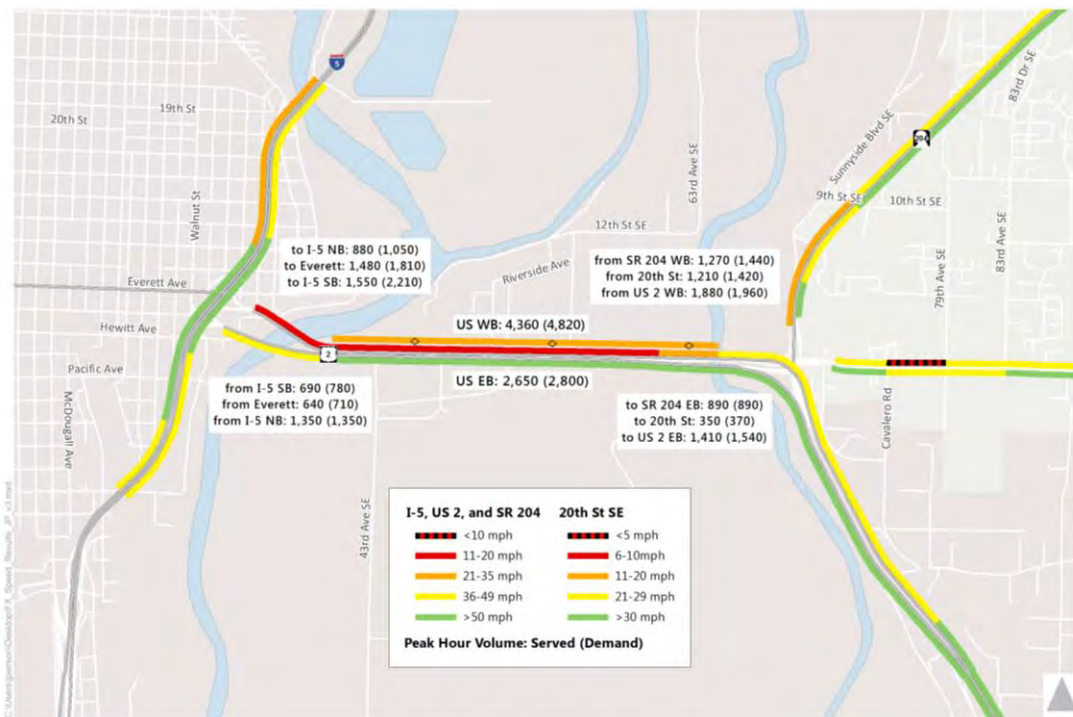 5
19th St
20th St
Walnut St
83rd Dr SE
204
Sunnyside Blvd SE
9th St SE
10th St SE
63rd Ave SE
12th St SE
Riverside Ave
79th Ave SE
83rd Ave SE
to I-5 NB: 880 (1,050)
to Everett: 1,480 (1,810)
to I-5 SB: 1,550 (2,210)
from SR 204 WB: 1,270 (1,440)
from 20th St: 1,210 (1,420)
from US 2 WB: 1,880 (1,960)
Everett Ave
Hewitt Ave
Pacific Ave
McDougall Ave
US WB: 4,360 (4,820)
2
US EB: 2,650 (2,800)
from I-5 SB: 690 (780)
from Everett: 640 (710)
from I-5 NB: 1,350 (1,350)
to SR 204 EB: 890 (890)
to 20th St: 350 (370)
to US 2 EB: 1,410 (1,540)
Cavalero Rd
43rd Ave SE
I-5, US 2, and SR 204
20th St SE
<10 mph
<5 mph
11-20 mph
6-10mph
21-35 mph
11-20 mph
36-49 mph
21-29 mph
>50 mph
>30 mph
Peak Hour Volume: Served (Demand)